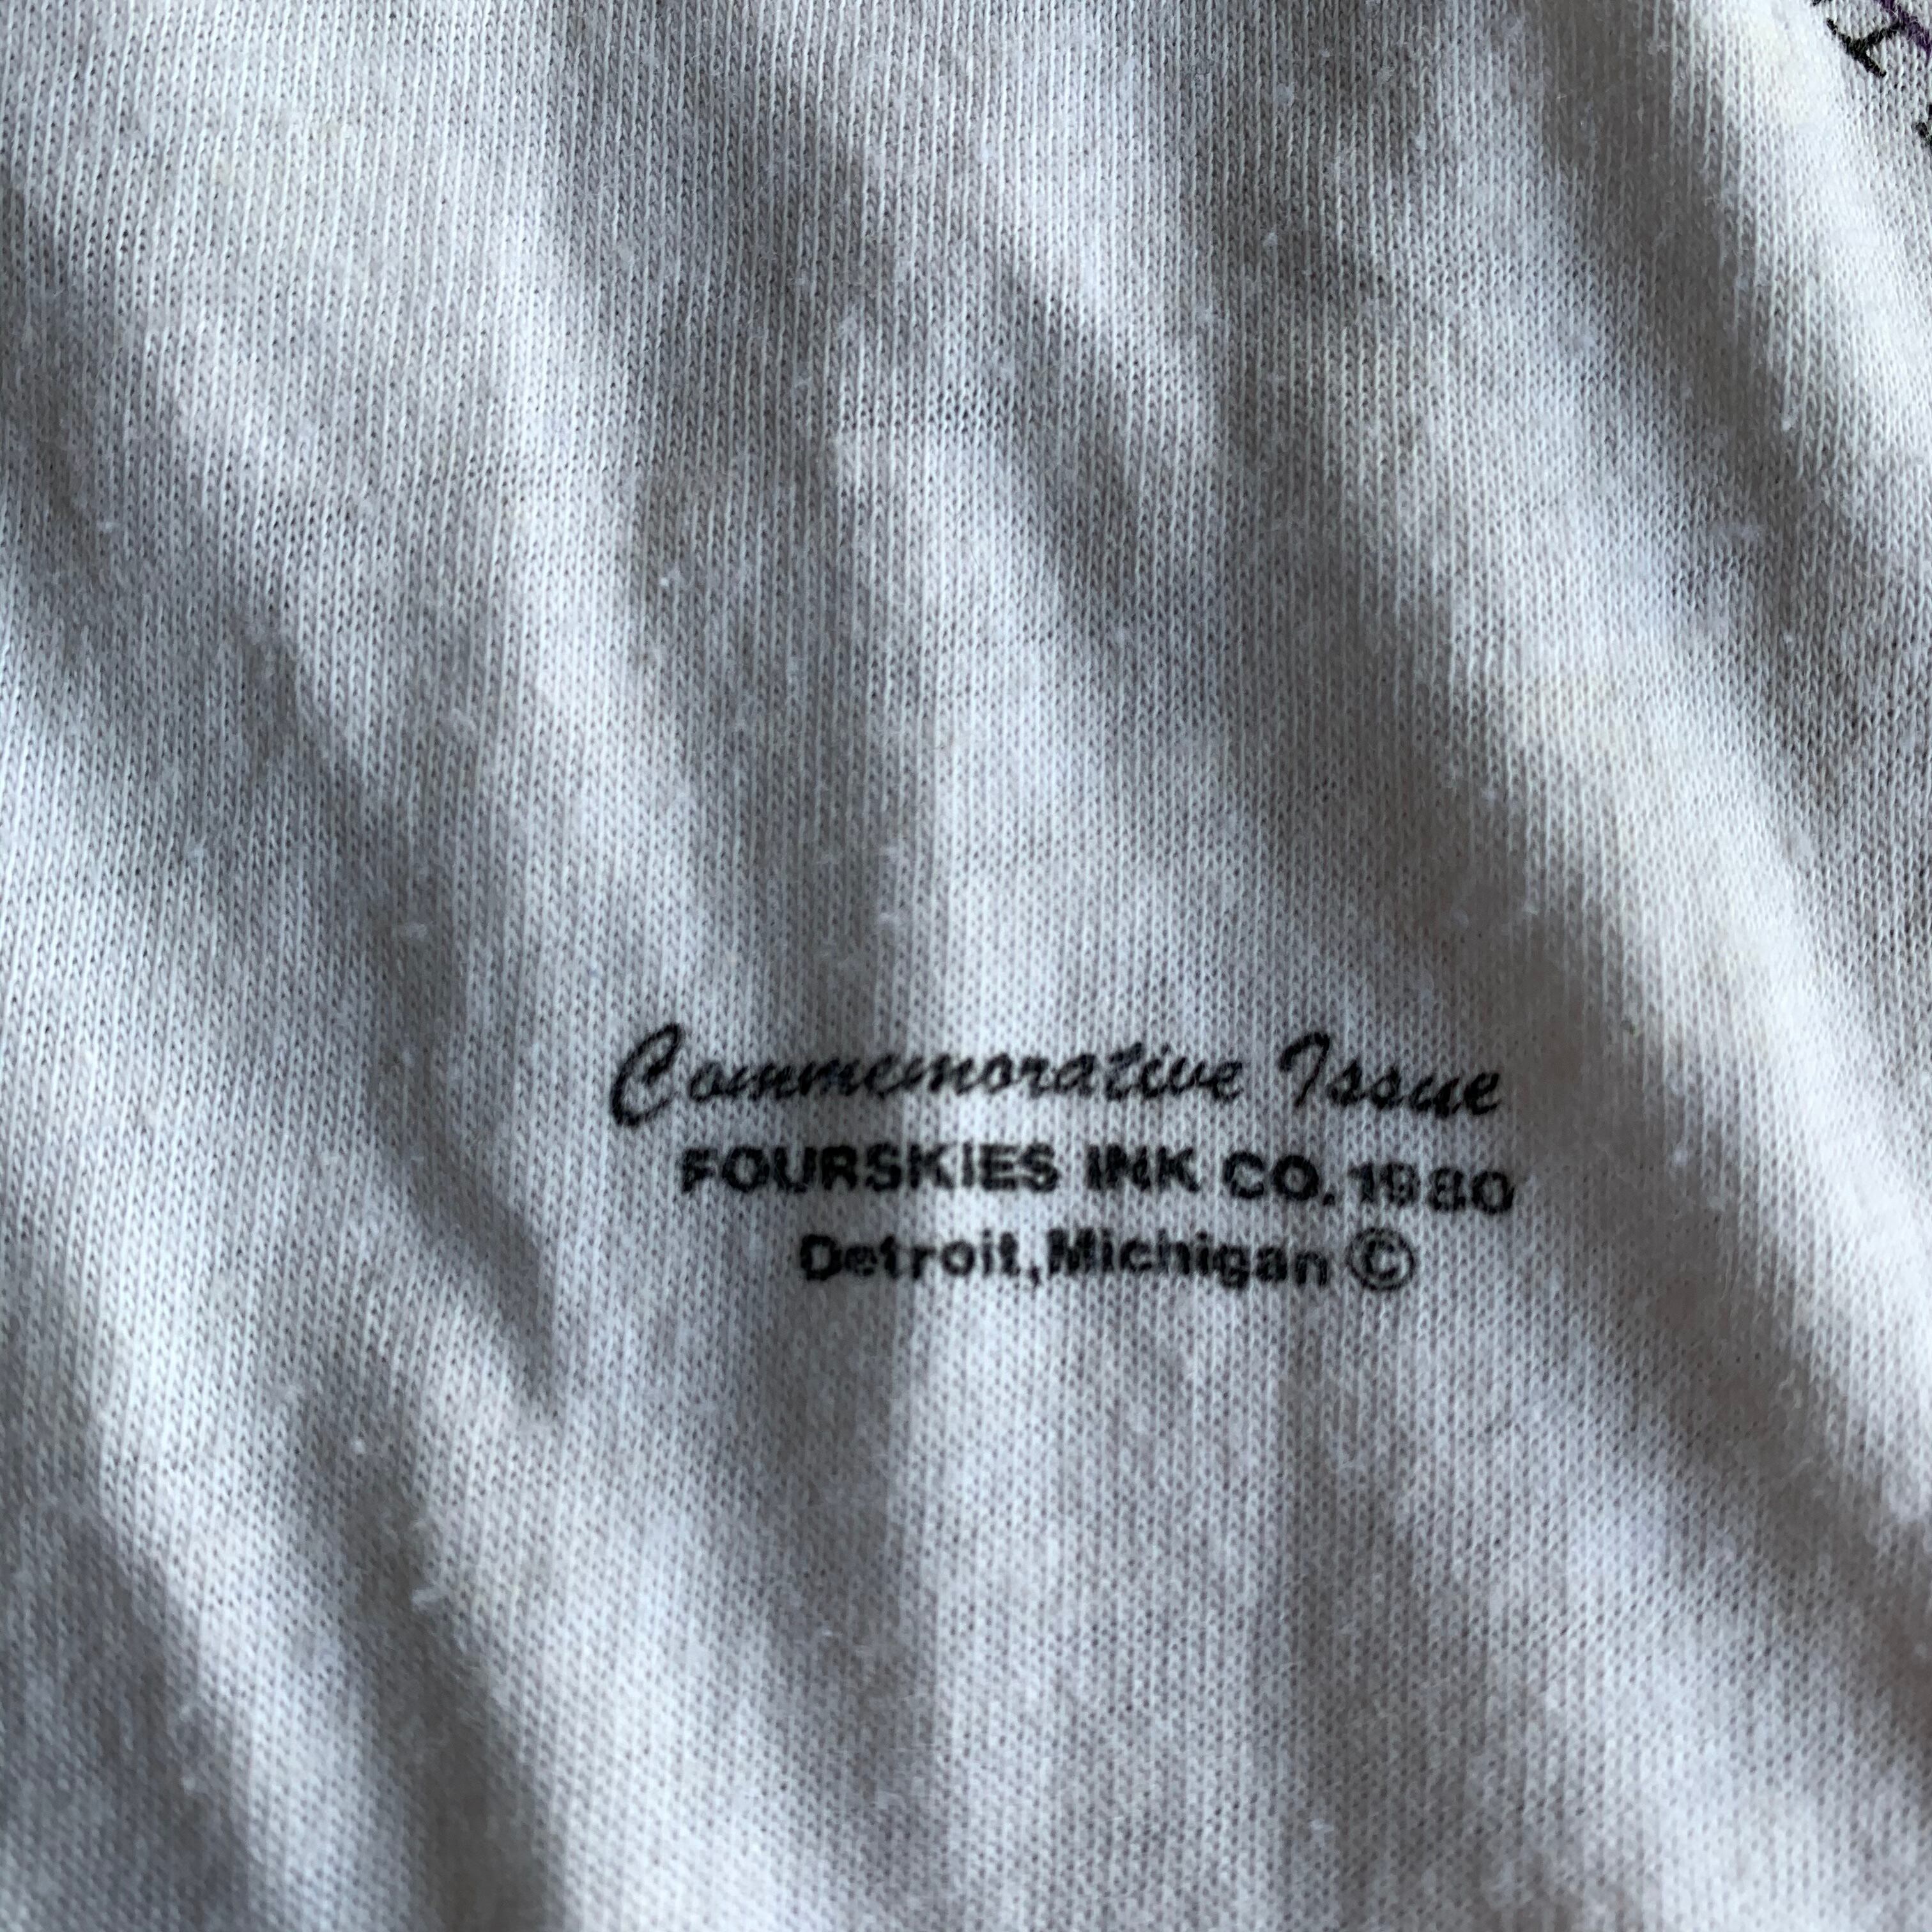 Commemorative Issue
FOURSKIES INK CO. 1980
Detroit, Michigan ©